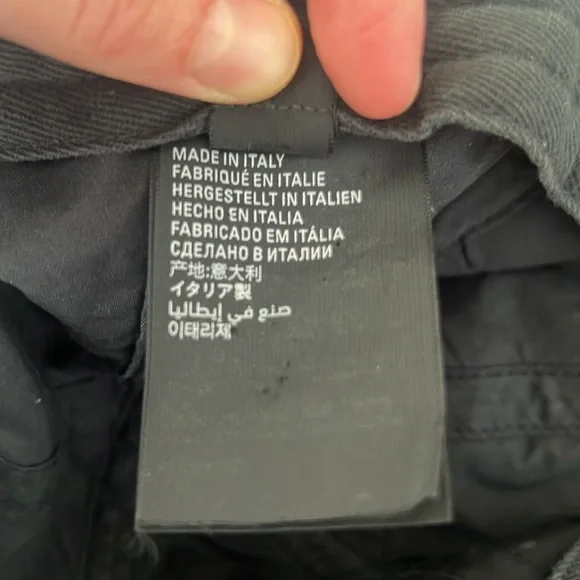 MADE IN ITALY
FABRIQUÉ EN ITALIE
HERGESTELLT IN ITALIEN
HECHO EN ITALIA
FABRICADO EM ITÁLIA
СДЕЛАНО В ИТАЛИИ
产地:意大利
イタリア製
صنع في إيطاليا
이태리제